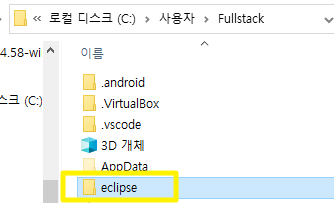 « 로컬 디스크 (C:) > 사용자 > Fullstack >
이름
4.58-wi
.android
.VirtualBox
.vscode
스크 (C:)
3D 개체
AppData
eclipse